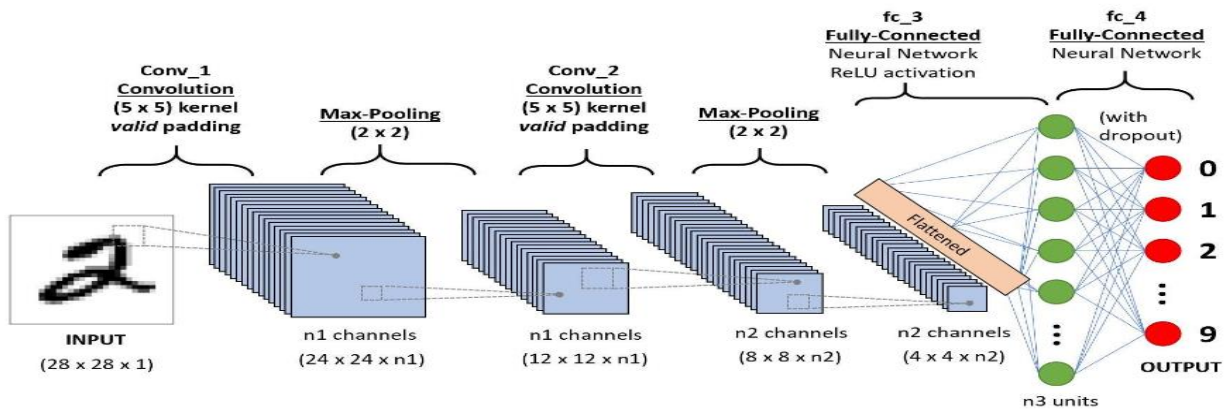 fc_3
Fully-Connected
Neural Network
ReLU activation
fc_4
Fully-Connected
Neural Network
Conv_1
Convolution
(5 x 5) kernel
valid padding
Max-Pooling
(2 x 2)
Conv_2
Convolution
(5 x 5) kernel
valid padding
Max-Pooling
(2 x 2)
(with
dropout)
Flattened
0
1
2
9
OUTPUT
2
INPUT
(28 x 28 x 1)
n1 channels
(24 x 24 x n1)
n1 channels
(12 x 12 x n1)
n2 channels
(8 x 8 x n2)
n2 channels
(4 x 4 x n2)
n3 units